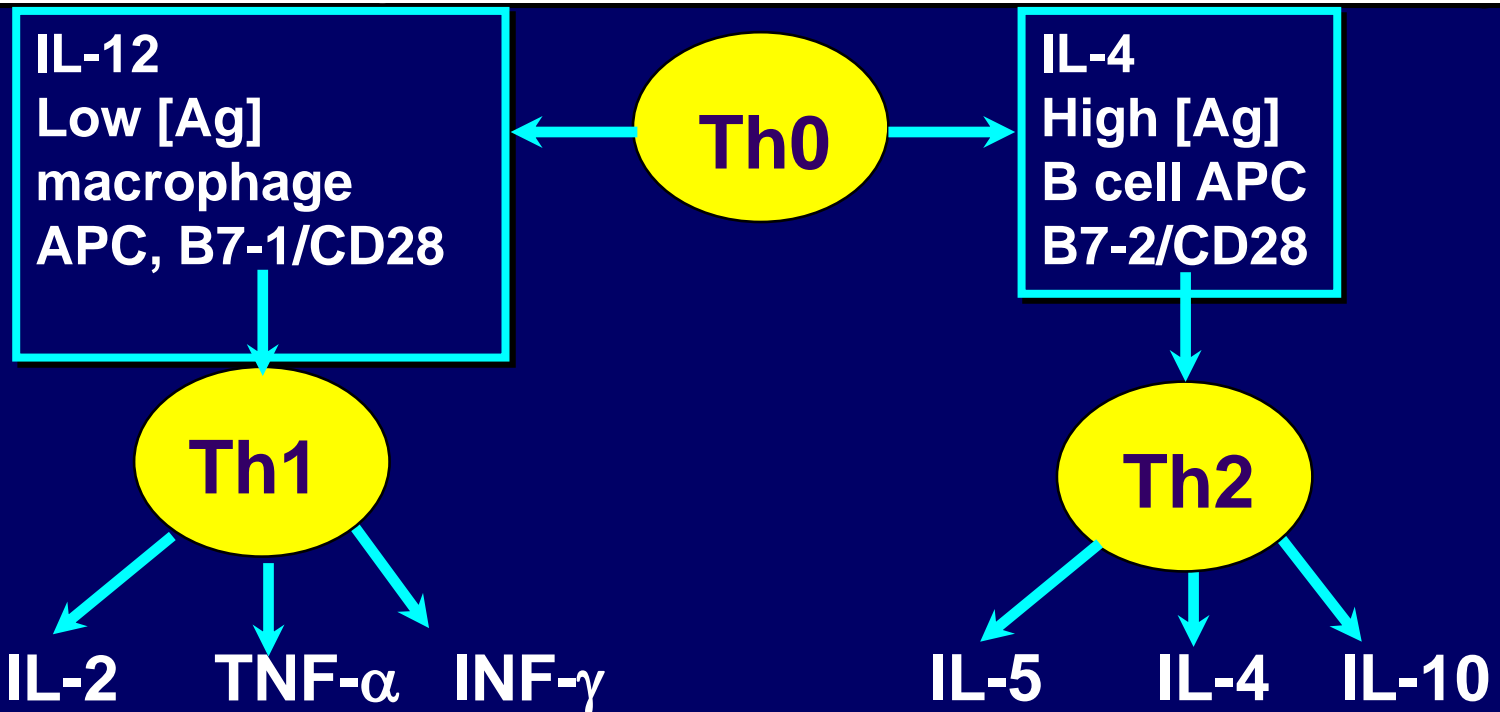 IL-12
Low [Ag]
macrophage
APC, B7-1/CD28
Th0
IL-4
High [Ag]
B cell APC
B7-2/CD28
Th1
Th2
IL-2 TNF-α INF-γ
IL-5 IL-4 IL-10